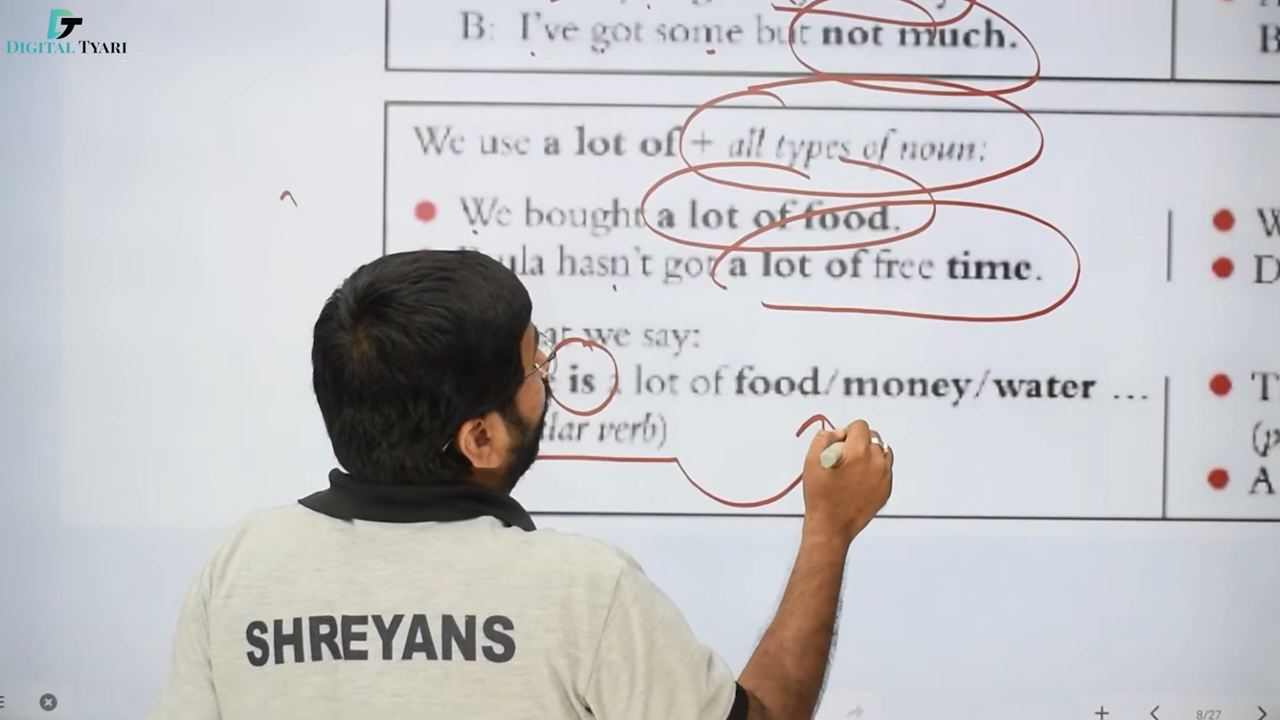 DIGITAL TYARI
B: I've got some but not much.
We use a lot of + all types of noun:
We bought a lot of food.
hasn't got a lot of free time.
we say:
is a lot of food/money/water ...
verb)
SHREYANS
8/27